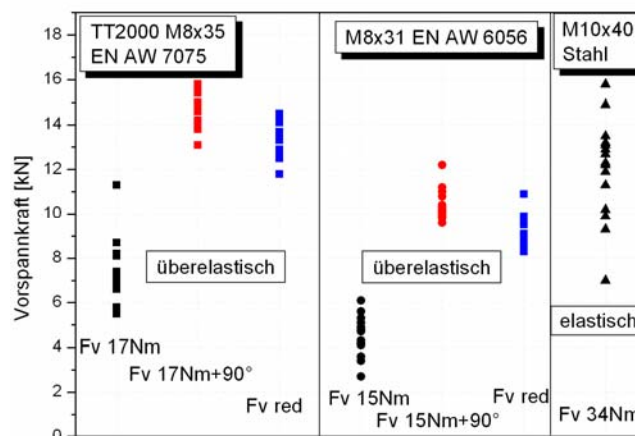 TT2000 M8x35
EN AW 7075
M8x31 EN AW 6056
M10x40
Stahl
Vorspannkraft [kN]
18
16
14
12
10
8
6
4
2
0
überelastisch
überelastisch
elastisch
Fv 17Nm
Fv 17Nm+90°
Fv red
Fv 15Nm
Fv 15Nm+90°
Fv red
Fv 34Nm